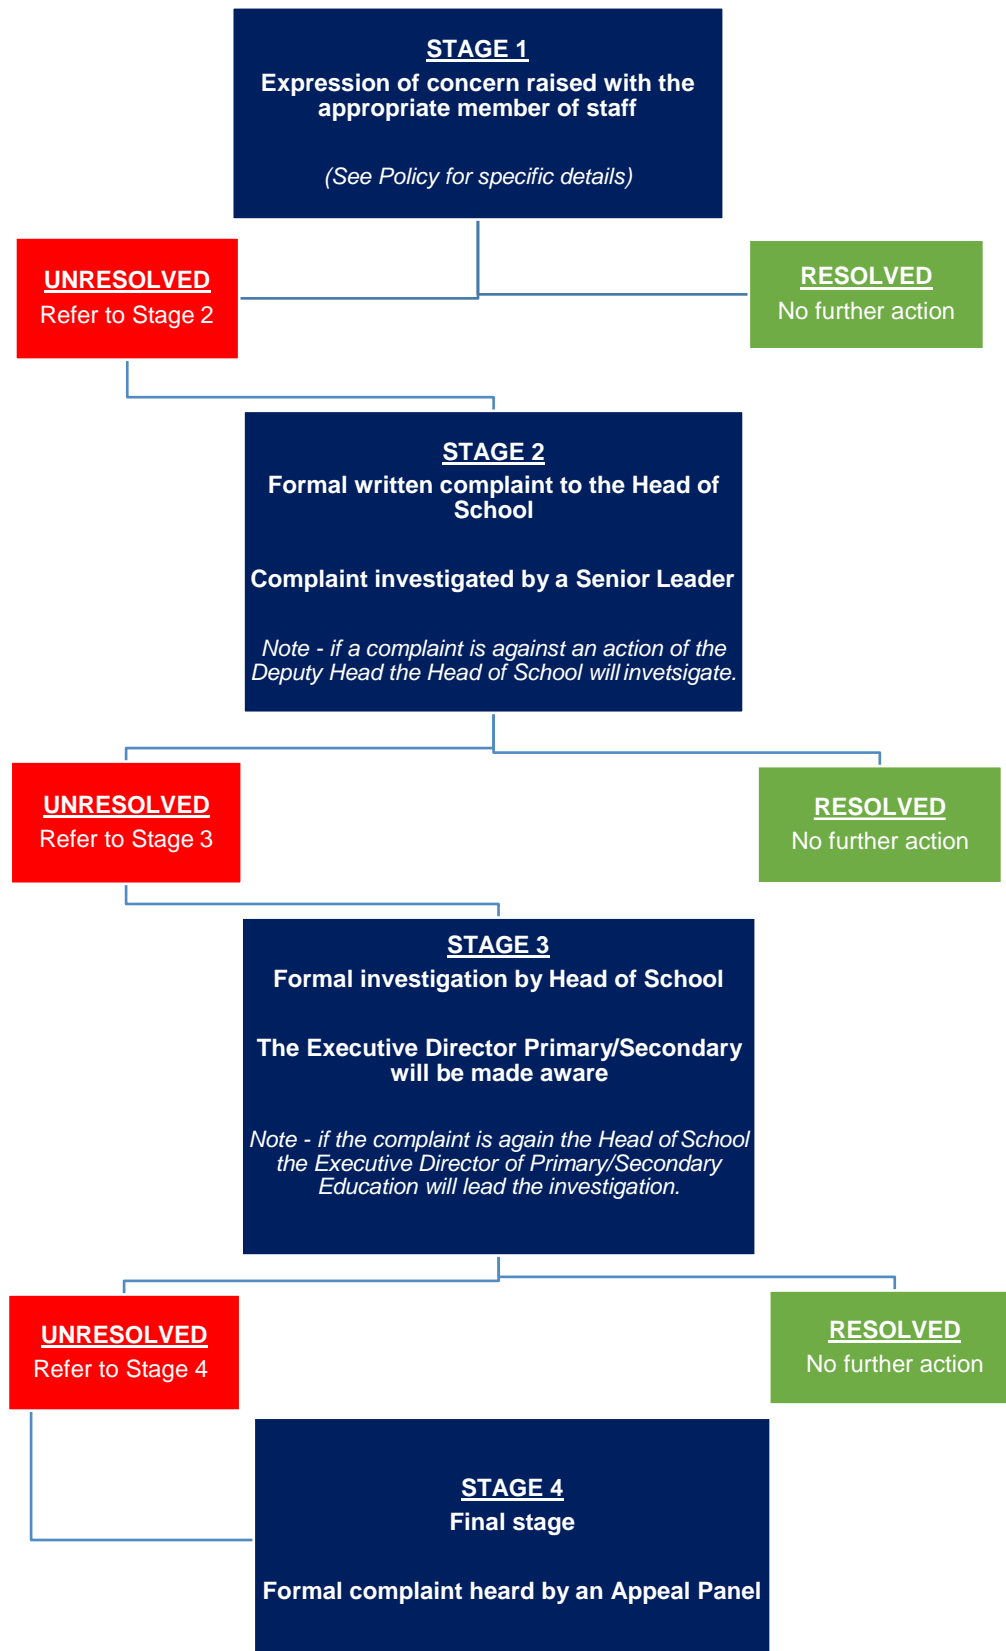 STAGE 1
Expression of concern raised with the
appropriate member of staff
(See Policy for specific details)
UNRESOLVED
Refer to Stage 2
RESOLVED
No further action
STAGE 2
Formal written complaint to the Head of
School
Complaint investigated by a Senior Leader
Note - if a complaint is against an action of the
Deputy Head the Head of School will invetsigate.
UNRESOLVED
Refer to Stage 3
RESOLVED
No further action
STAGE 3
Formal investigation by Head of School
The Executive Director Primary/Secondary
will be made aware
Note - if the complaint is again the Head of School
the Executive Director of Primary/Secondary
Education will lead the investigation.
UNRESOLVED
Refer to Stage 4
RESOLVED
No further action
STAGE 4
Final stage
Formal complaint heard by an Appeal Panel